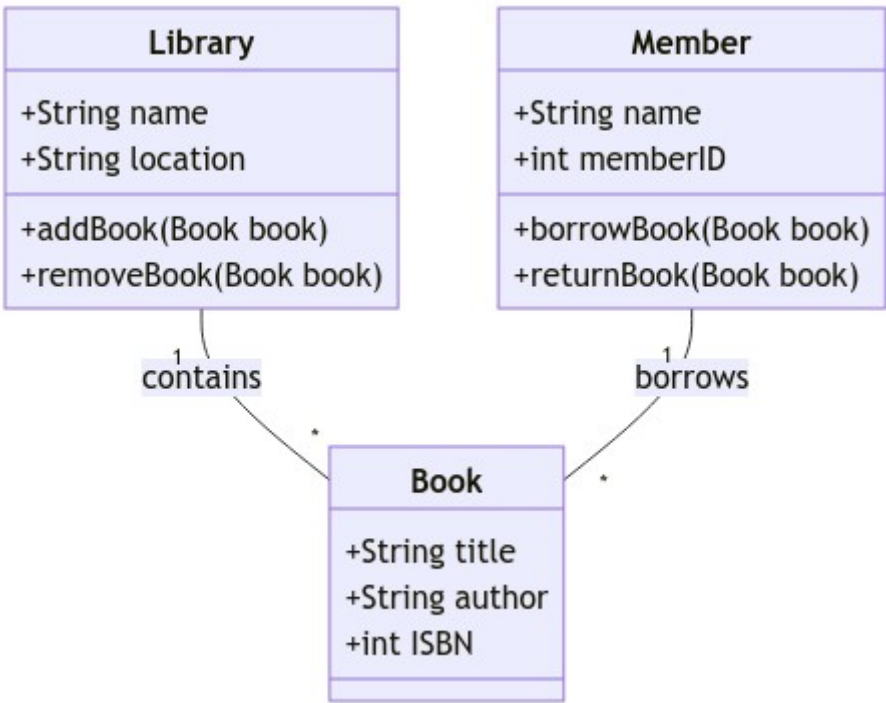 Library
+String name
+String location
+addBook(Book book)
+removeBook(Book book)
Member
+String name
+int memberID
+borrowBook(Book book)
+returnBook(Book book)
1
contains
*
1
borrows
*
Book
+String title
+String author
+int ISBN